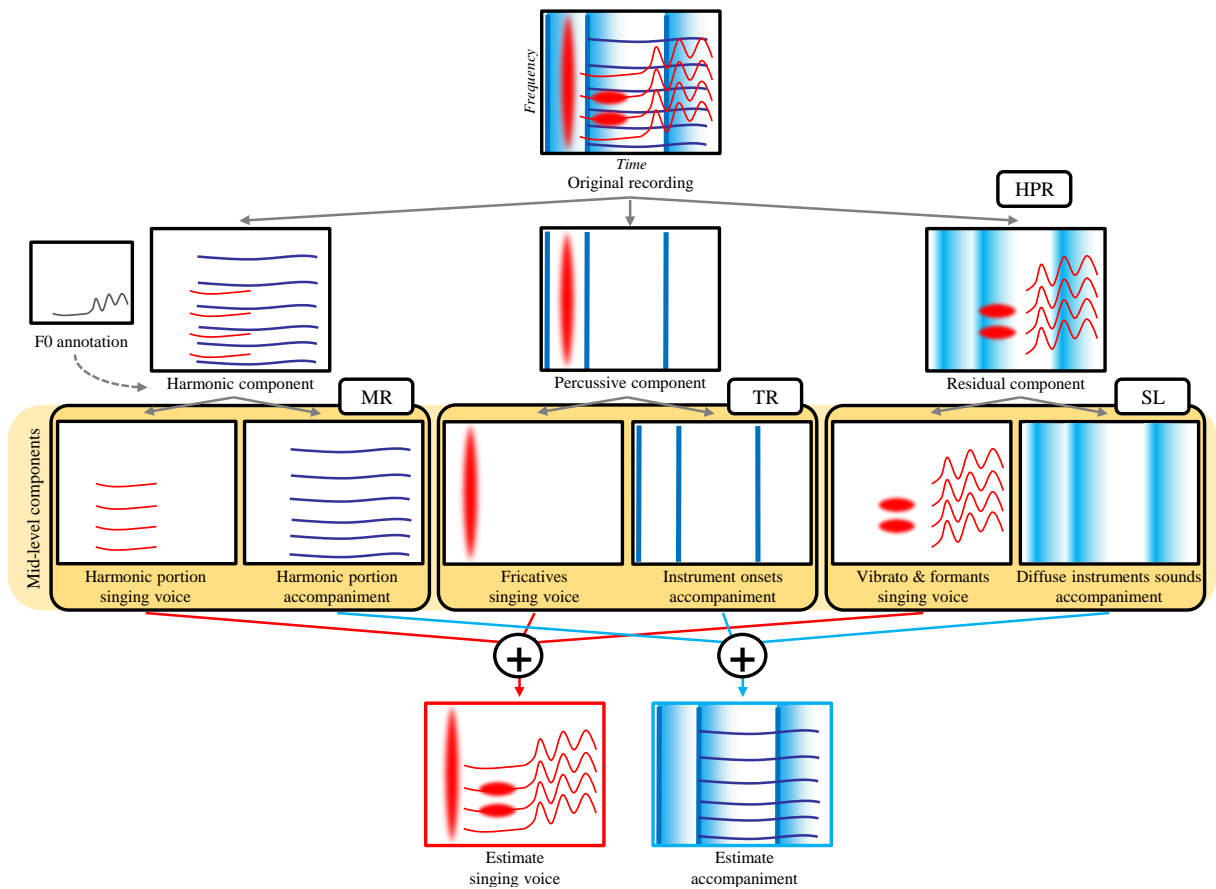 Frequency
Time
Original recording
HPR
F0 annotation
Harmonic component
Percussive component
Residual component
MR
TR
SL
Mid-level components
Harmonic portion
singing voice
Harmonic portion
accompaniment
Fricatives
singing voice
Instrument onsets
accompaniment
Vibrato & formants
singing voice
Diffuse instruments sounds
accompaniment
+
+
Estimate
singing voice
Estimate
accompaniment